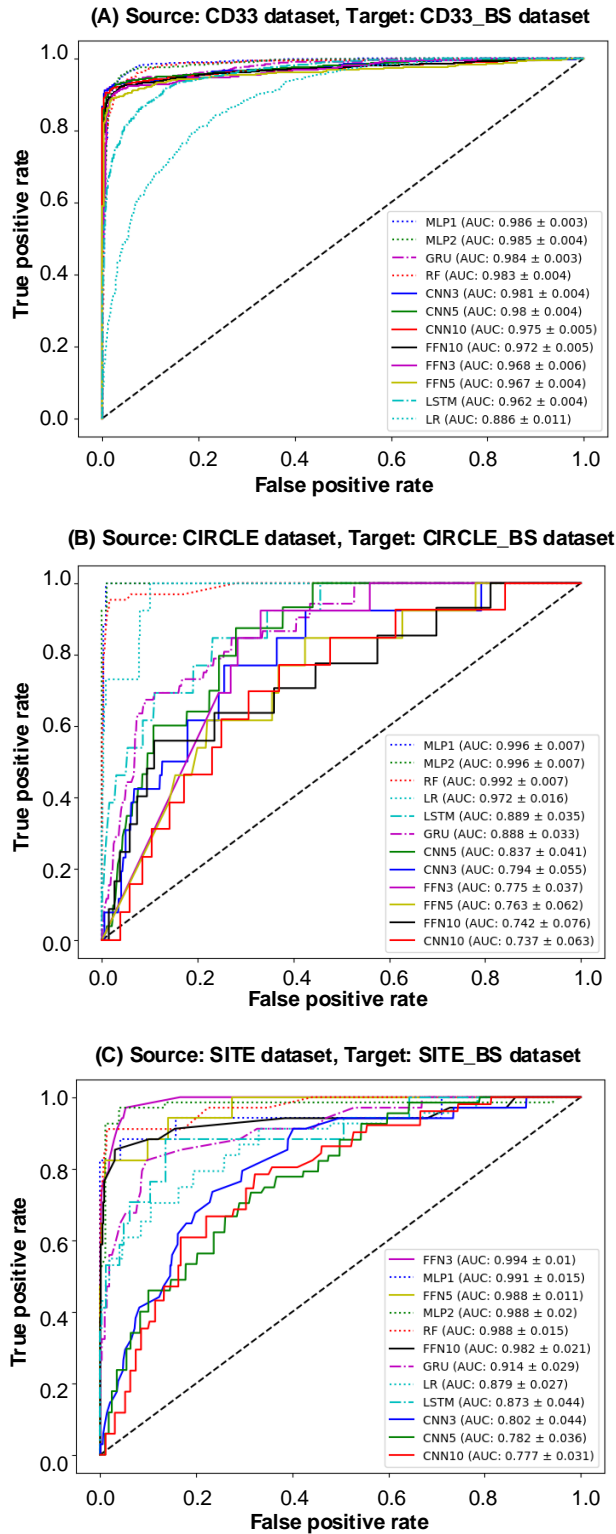 (A) Source: CD33 dataset, Target: CD33_BS dataset
True positive rate
1.0
0.8
0.6
0.4
0.2
0.0
MLP1 (AUC: 0.986 ± 0.003)
MLP2 (AUC: 0.985 ± 0.004)
GRU (AUC: 0.984 ± 0.003)
RF (AUC: 0.983 ± 0.004)
CNN3 (AUC: 0.981 ± 0.004)
CNN5 (AUC: 0.98 ± 0.004)
CNN10 (AUC: 0.975 ± 0.005)
FFN10 (AUC: 0.972 ± 0.005)
FFN3 (AUC: 0.968 ± 0.006)
FFN5 (AUC: 0.967 ± 0.004)
LSTM (AUC: 0.962 ± 0.004)
LR (AUC: 0.886 ± 0.011)
0.0 0.2 0.4 0.6 0.8 1.0
False positive rate
(B) Source: CIRCLE dataset, Target: CIRCLE_BS dataset
True positive rate
1.0
0.8
0.6
0.4
0.2
0.0
MLP1 (AUC: 0.996 ± 0.007)
MLP2 (AUC: 0.996 ± 0.007)
RF (AUC: 0.992 ± 0.007)
LR (AUC: 0.972 ± 0.016)
LSTM (AUC: 0.889 ± 0.035)
GRU (AUC: 0.888 ± 0.033)
CNN5 (AUC: 0.837 ± 0.041)
CNN3 (AUC: 0.794 ± 0.055)
FFN3 (AUC: 0.775 ± 0.037)
FFN5 (AUC: 0.763 ± 0.062)
FFN10 (AUC: 0.742 ± 0.076)
CNN10 (AUC: 0.737 ± 0.063)
0.0 0.2 0.4 0.6 0.8 1.0
False positive rate
(C) Source: SITE dataset, Target: SITE_BS dataset
True positive rate
1.0
0.8
0.6
0.4
0.2
0.0
FFN3 (AUC: 0.994 ± 0.01)
MLP1 (AUC: 0.991 ± 0.015)
FFN5 (AUC: 0.988 ± 0.011)
MLP2 (AUC: 0.988 ± 0.02)
RF (AUC: 0.988 ± 0.015)
FFN10 (AUC: 0.982 ± 0.021)
GRU (AUC: 0.914 ± 0.029)
LR (AUC: 0.879 ± 0.027)
LSTM (AUC: 0.873 ± 0.044)
CNN3 (AUC: 0.802 ± 0.044)
CNN5 (AUC: 0.782 ± 0.036)
CNN10 (AUC: 0.777 ± 0.031)
0.0 0.2 0.4 0.6 0.8 1.0
False positive rate